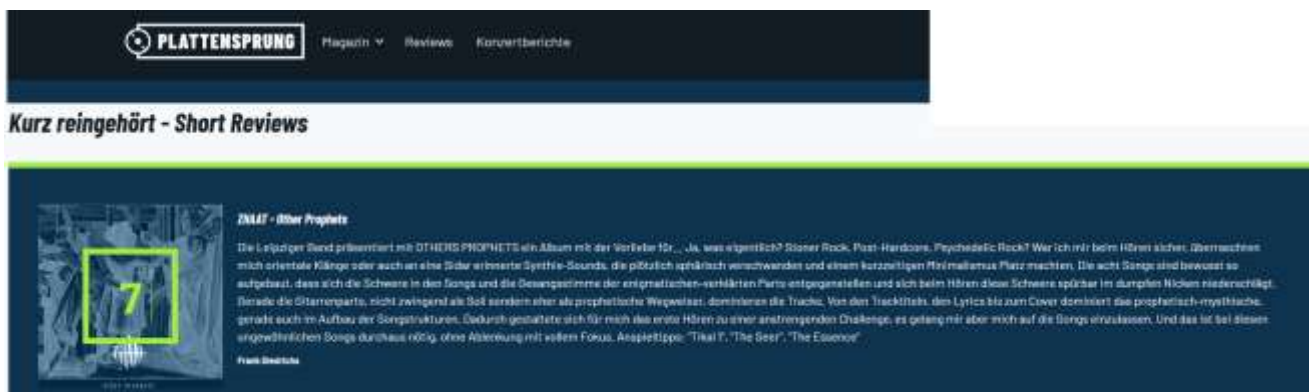 PLATTENSPRUNG Magazin Reviews Konzertberichte
Kurz reingehört - Short Reviews
ZNAAT - Other Prophets
Die Leipziger Band präsentiert mit OTHERS PROPHETS ein Album mit der Vorliebe für... Ja, was eigentlich? Stoner Rock, Post-Hardcore, Psychedelic Rock? War ich mir beim Hören sicher, überraschten
mich orientale Klänge oder auch an eine Sidar erinnerte Synthie-Sounds, die plötzlich sphärisch verschwanden und einem kurzzeitigen Minimalismus Platz machten. Die acht Songs sind bewusst so
aufgebaut, dass sich die Schwere in den Songs und die Gesangsstimme der enigmatischen-verklärten Parts entgegenstellen und sich beim Hören diese Schwere spürbar im dumpfen Nicken niederschlägt.
Gerade die Gitarrenparts, nicht zwingend als Soli sondern eher als prophetische Wegweiser, dominieren die Tracks. Von den Tracktiteln, den Lyrics bis zum Cover dominiert das prophetisch-mythische,
gerade auch im Aufbau der Songstrukturen. Dadurch gestaltete sich für mich das erste Hören zu einer anstrengenden Challenge, es gelang mir aber mich auf die Songs einzulassen. Und das ist bei diesen
ungewöhnlichen Songs durchaus nötig, ohne Ablenkung mit vollem Fokus. Anspieltipps: "Tikal 1", "The Seer", "The Essence"
Frank Diedrichs
7